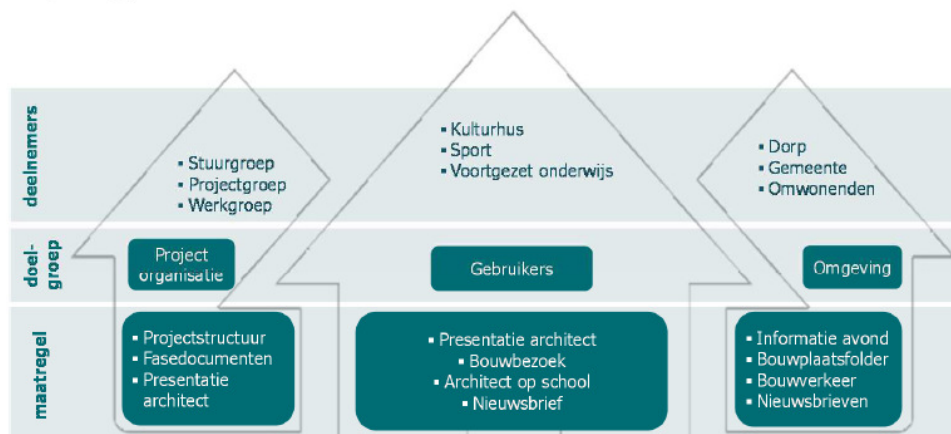 deelnemers
▪ Stuurgroep
▪ Projectgroep
▪ Werkgroep
▪ Kulturhus
▪ Sport
▪ Voortgezet onderwijs
▪ Dorp
▪ Gemeente
▪ Omwonenden
doel-
groep
Project
organisatie
Gebruikers
Omgeving
maatregel
▪ Projectstructuur
▪ Fasedocumenten
▪ Presentatie
architect
▪ Presentatie architect
▪ Bouwbezoek
▪ Architect op school
▪ Nieuwsbrief
▪ Informatie avond
▪ Bouwplaatsfolder
▪ Bouwverkeer
▪ Nieuwsbrieven